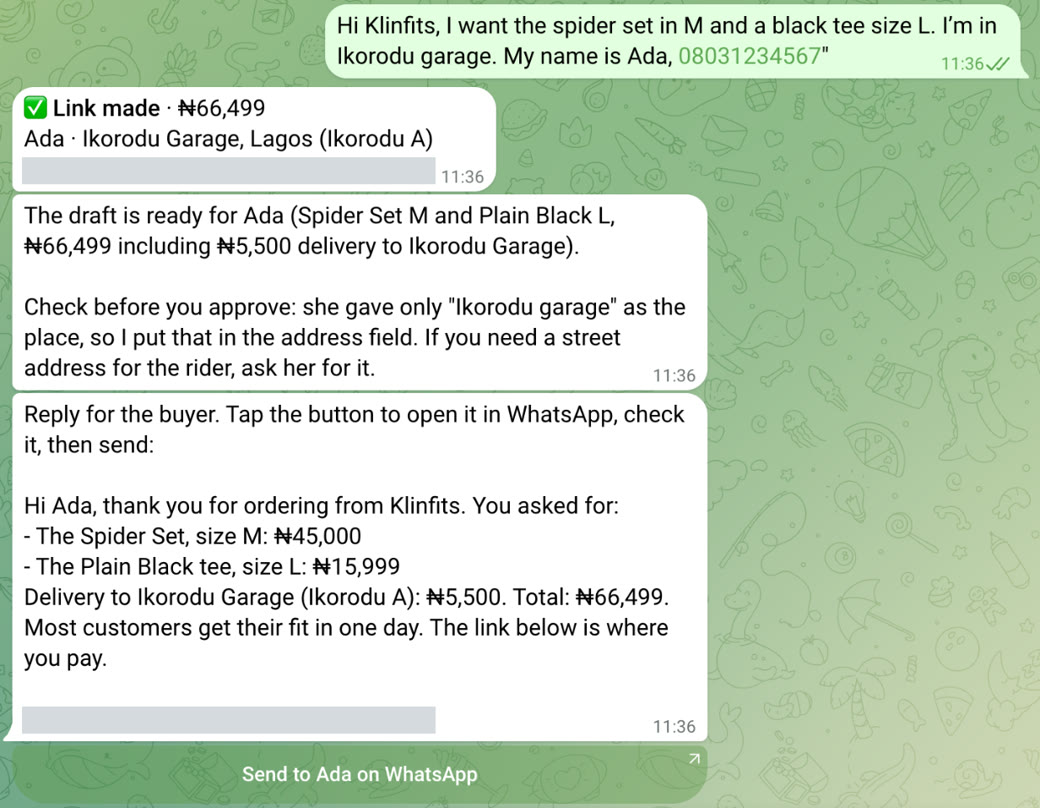 Hi Klinfits, I want the spider set in M and a black tee size L. I’m in
Ikorodu garage. My name is Ada, 08031234567"
11:36
✅ Link made · ₦66,499
Ada · Ikorodu Garage, Lagos (Ikorodu A)
11:36
The draft is ready for Ada (Spider Set M and Plain Black L,
₦66,499 including ₦5,500 delivery to Ikorodu Garage).
Check before you approve: she gave only "Ikorodu garage" as the
place, so I put that in the address field. If you need a street
address for the rider, ask her for it.
11:36
Reply for the buyer. Tap the button to open it in WhatsApp, check
it, then send:
Hi Ada, thank you for ordering from Klinfits. You asked for:
- The Spider Set, size M: ₦45,000
- The Plain Black tee, size L: ₦15,999
Delivery to Ikorodu Garage (Ikorodu A): ₦5,500. Total: ₦66,499.
Most customers get their fit in one day. The link below is where
you pay.
11:36
Send to Ada on WhatsApp